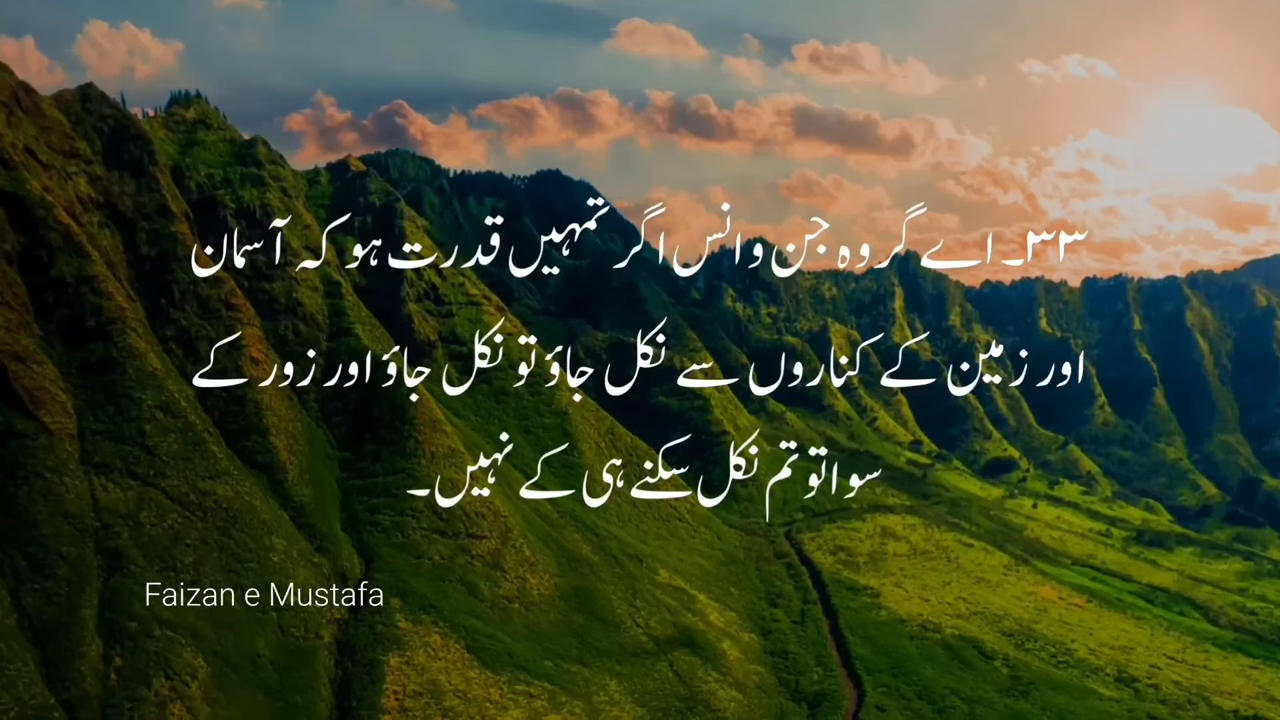 ۳۳۔ اے گروہ جن وانس اگر تمہیں قدرت ہو کہ آسمان
اور زمین کے کناروں سے نکل جاؤ تو نکل جاؤ اور زور کے
سوا تو تم نکل سکنے ہی کے نہیں۔
Faizan e Mustafa